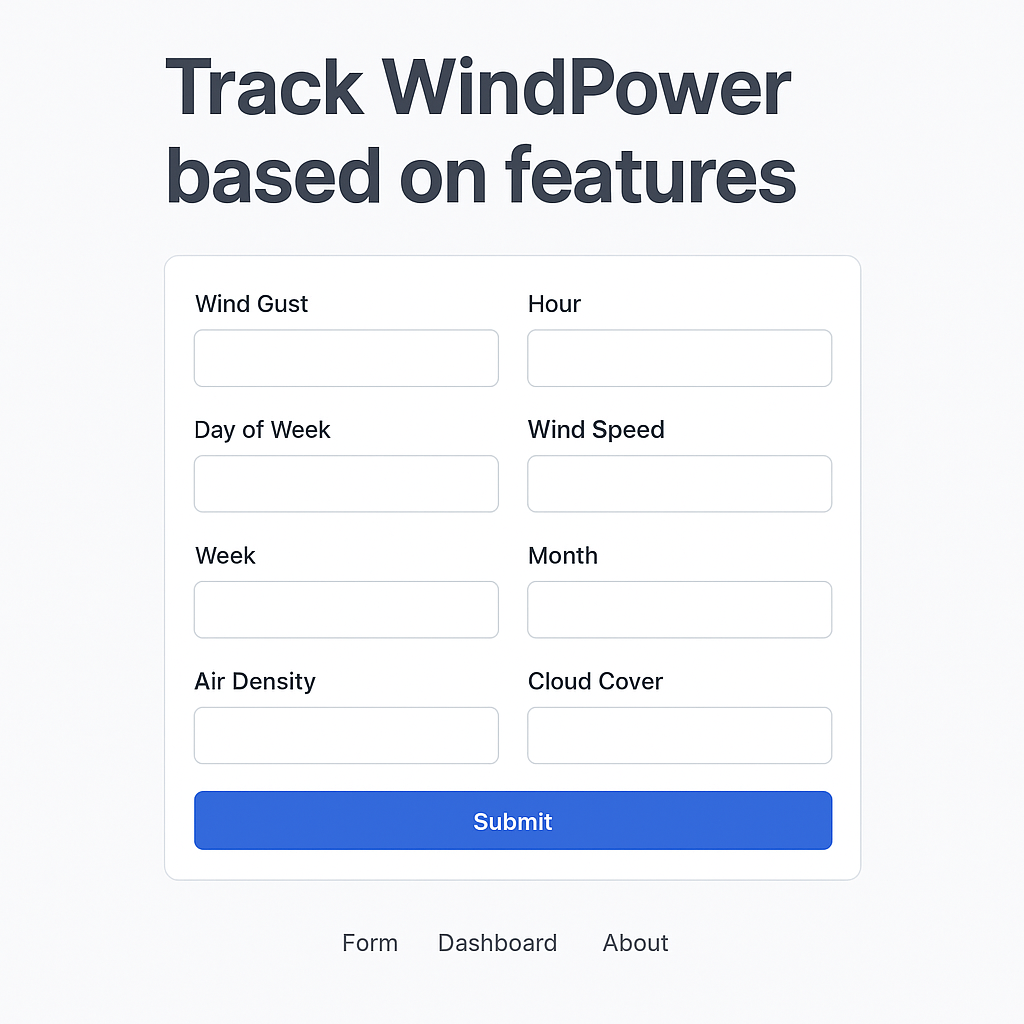 Track WindPower
based on features
Wind Gust
Hour
Day of Week
Wind Speed
Week
Month
Air Density
Cloud Cover
Submit
Form
Dashboard
About